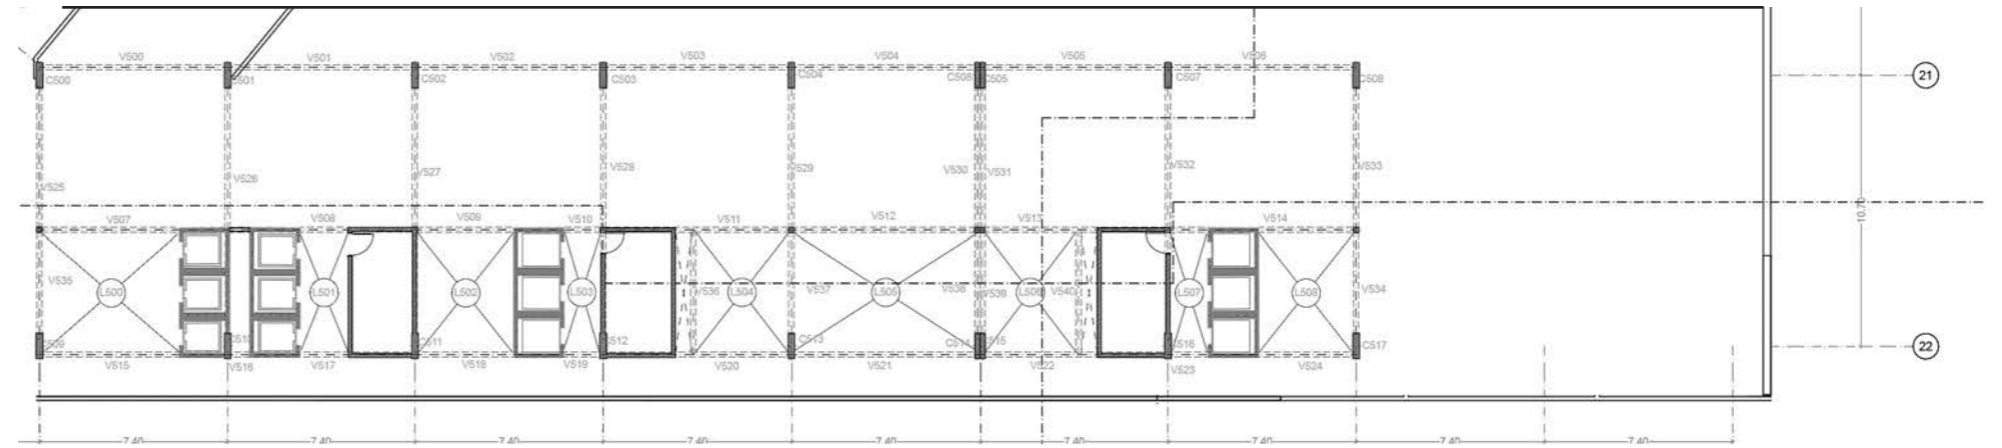 V500 V501 V502 V503 V504 V505 V506
C500 C501 C502 C503 C504 C506 C505 C507 C508 21
V525 V526 V527 V528 V529 V530 V531 V532 V533
V507 V508 V509 V510 V511 V512 V513 V514 10,70
V535 V536 V537 V538 V539 V540 V534
L500 L501 L502 L503 L504 L505 L506 L507 L508
C509 C510 C511 C512 C513 C514 C515 C516 C517 22
V515 V516 V517 V518 V519 V520 V521 V522 V523 V524
7,40 7,40 7,40 7,40 7,40 7,40 7,40 7,40 7,40